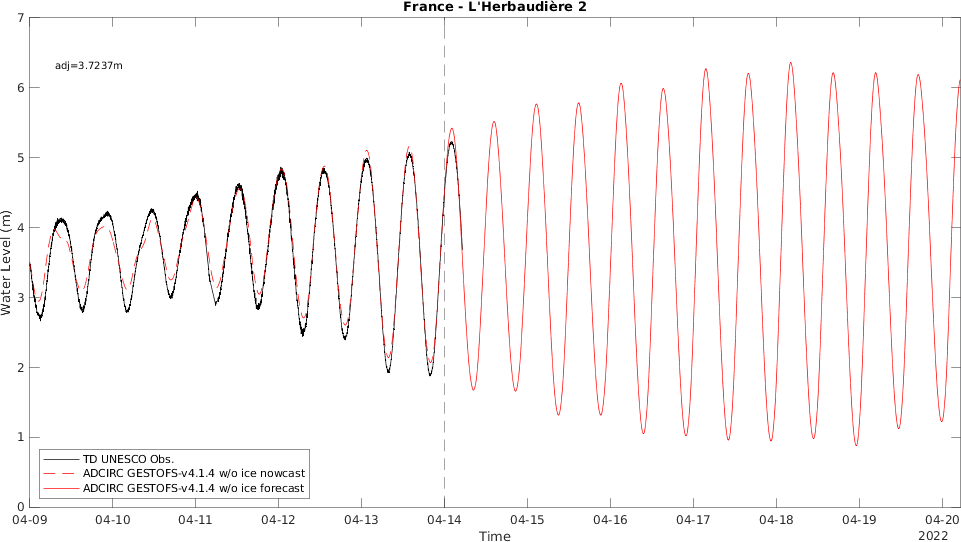 France - L'Herbaudière 2
7
6
5
4
3
2
1
0
Water Level (m)
adj=3.7237m
TD UNESCO Obs.
ADCIRC GESTOFS-v4.1.4 w/o ice nowcast
ADCIRC GESTOFS-v4.1.4 w/o ice forecast
04-09 04-10 04-11 04-12 04-13 04-14 04-15 04-16 04-17 04-18 04-19 04-20
Time
2022